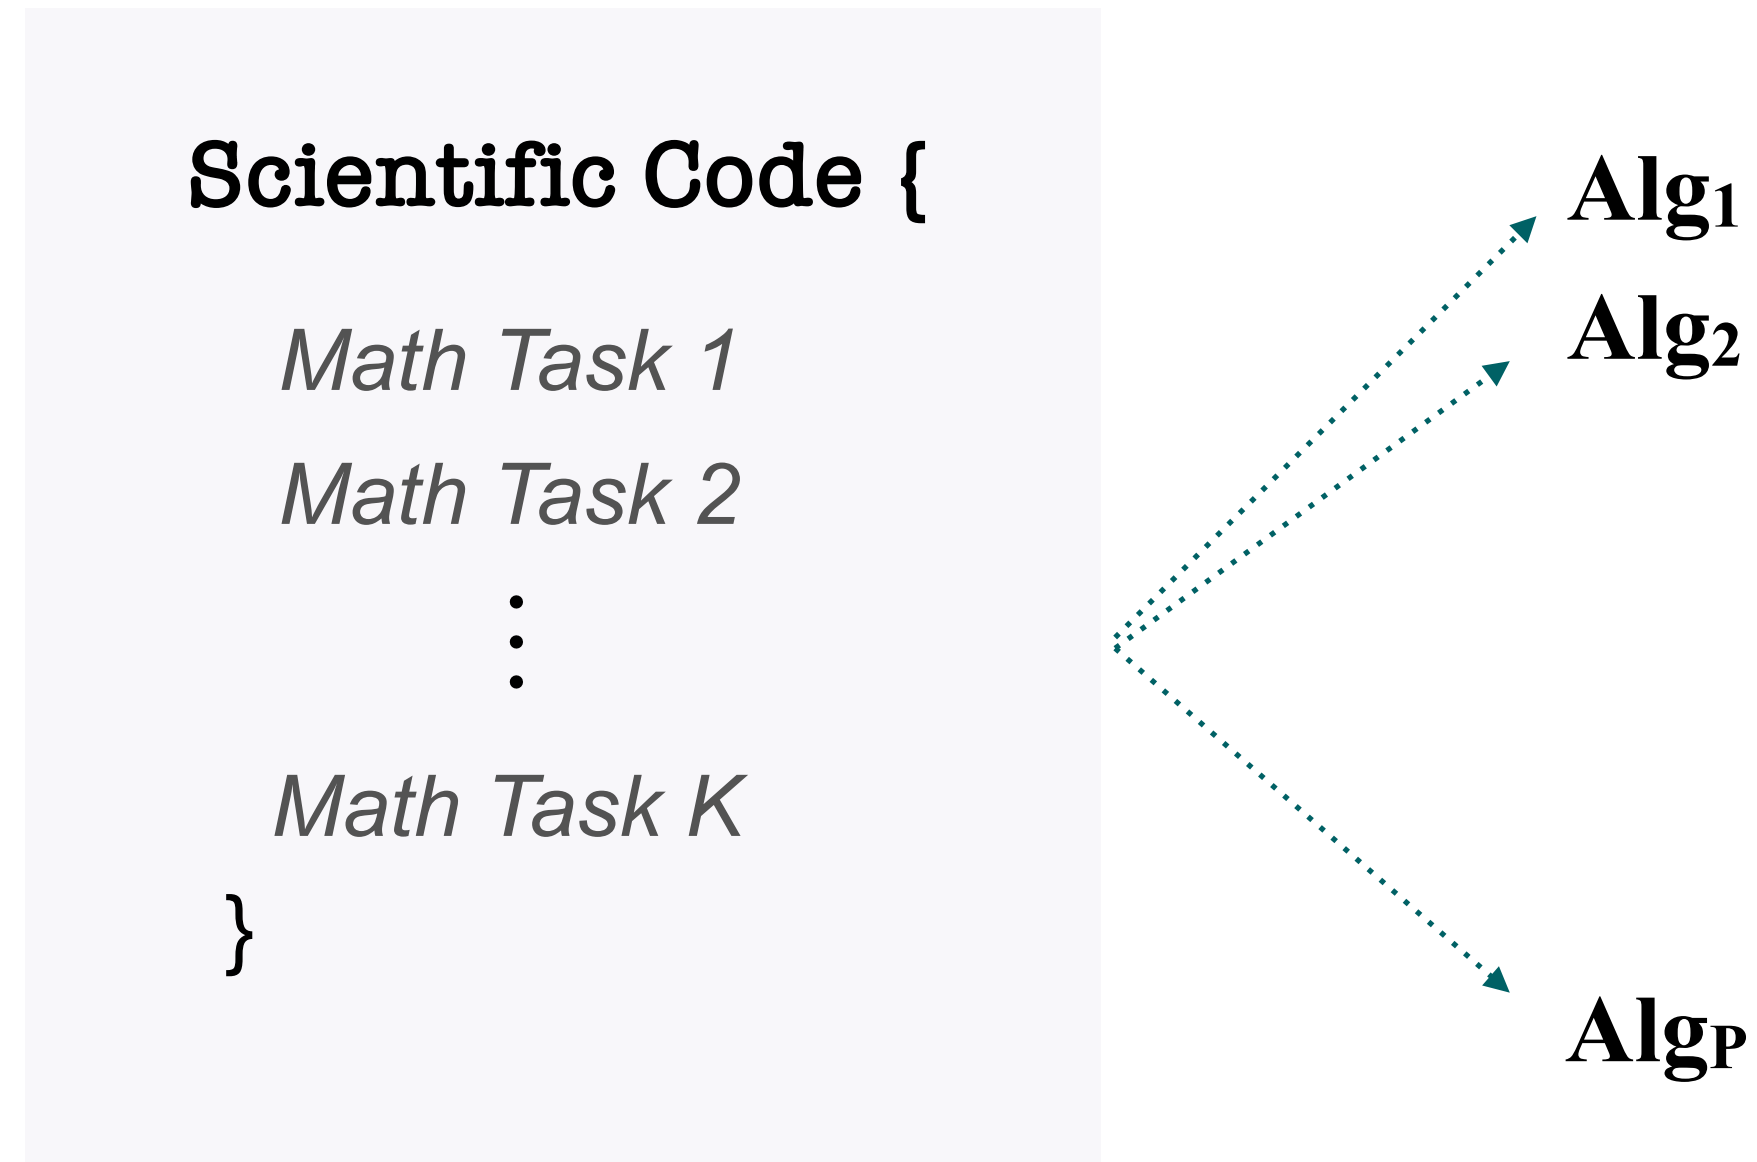 Scientific Code {
Math Task 1
Math Task 2
⋮
Math Task K
}
Alg₁
Alg₂
Algₚ